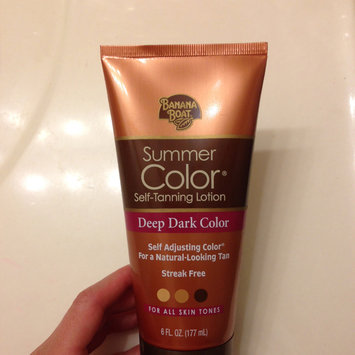 BANANA
BOAT
Summer
Color®
Self-Tanning Lotion
Deep Dark Color
Self Adjusting Color®
For a Natural-Looking Tan
Streak Free
FOR ALL SKIN TONES
6 FL. OZ. (177 mL)